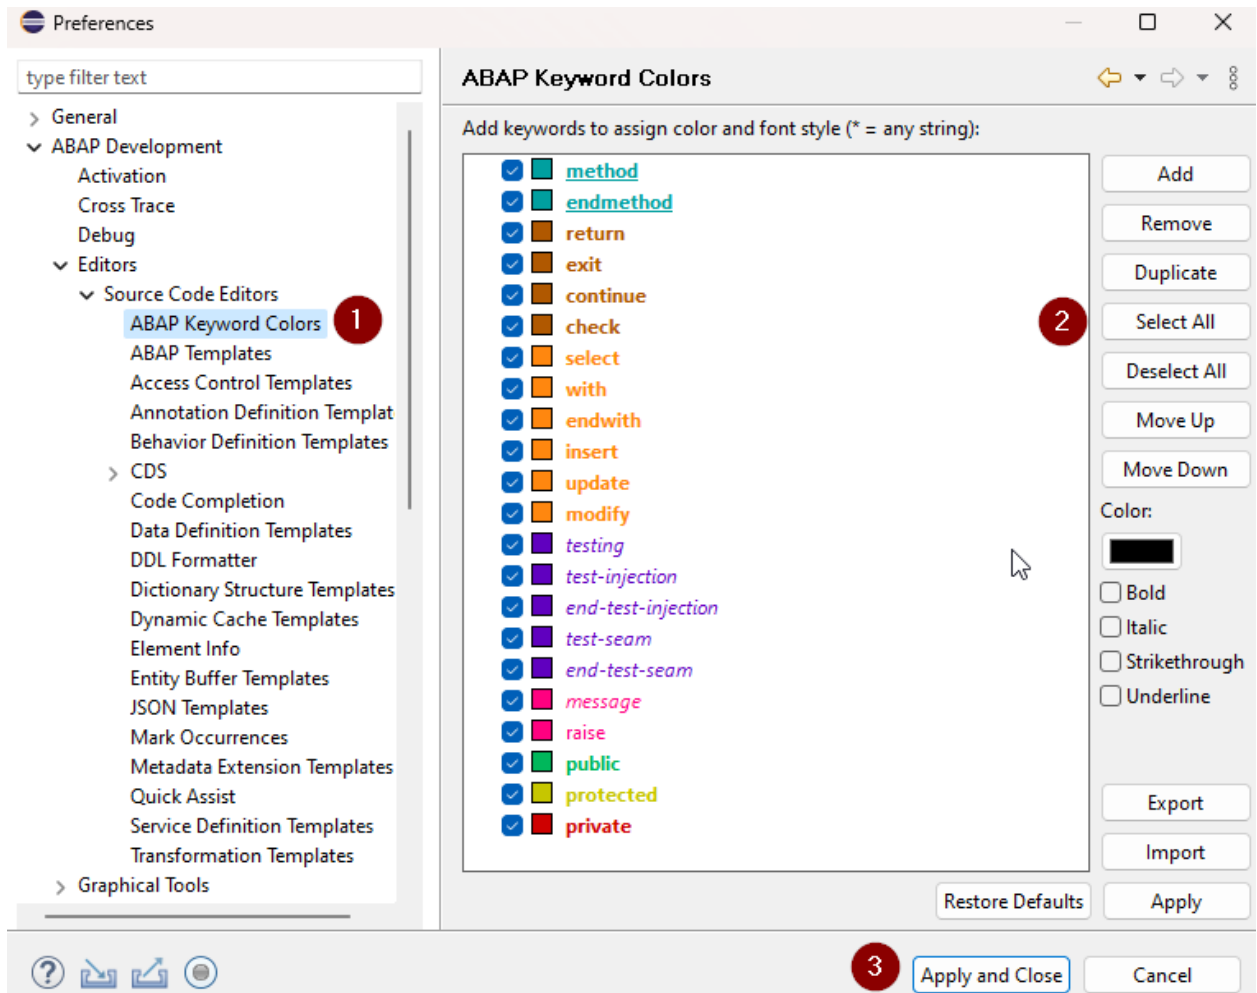 Preferences
type filter text
General
ABAP Development
Activation
Cross Trace
Debug
Editors
Source Code Editors
ABAP Keyword Colors
1
ABAP Templates
Access Control Templates
Annotation Definition Templat
Behavior Definition Templates
CDS
Code Completion
Data Definition Templates
DDL Formatter
Dictionary Structure Templates
Dynamic Cache Templates
Element Info
Entity Buffer Templates
JSON Templates
Mark Occurrences
Metadata Extension Templates
Quick Assist
Service Definition Templates
Transformation Templates
Graphical Tools
ABAP Keyword Colors
Add keywords to assign color and font style (* = any string):
method
endmethod
return
exit
continue
check
select
with
endwith
insert
update
modify
testing
test-injection
end-test-injection
test-seam
end-test-seam
message
raise
public
protected
private
Add
Remove
Duplicate
2
Select All
Deselect All
Move Up
Move Down
Color:
Bold
Italic
Strikethrough
Underline
Export
Import
Restore Defaults
Apply
?
3
Apply and Close
Cancel